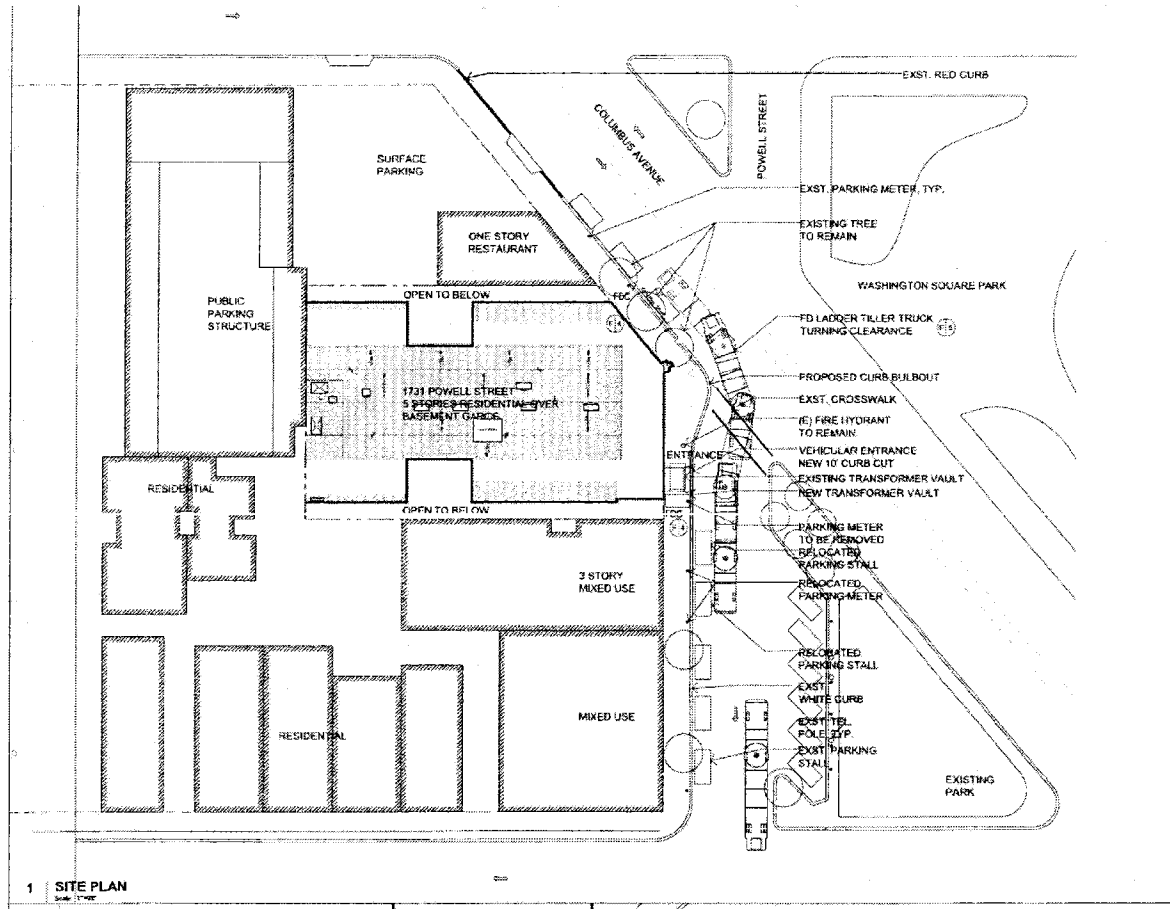 EXST. RED CURB
COLUMBUS AVENUE
POWELL STREET
SURFACE
PARKING
EXST. PARKING METER, TYP.
EXISTING TREE
TO REMAIN
ONE STORY
RESTAURANT
WASHINGTON SQUARE PARK
OPEN TO BELOW
FDC
PUBLIC
PARKING
STRUCTURE
FD LADDER TILLER TRUCK
TURNING CLEARANCE
PROPOSED CURB BULBOUT
1731 POWELL STREET
5 STORIES RESIDENTIAL OVER
BASEMENT GARGE
EXST. CROSSWALK
(E) FIRE HYDRANT
TO REMAIN
ENTRANCE
VEHICULAR ENTRANCE
NEW 10' CURB CUT
EXISTING TRANSFORMER VAULT
NEW TRANSFORMER VAULT
RESIDENTIAL
OPEN TO BELOW
PARKING METER
TO BE REMOVED
RELOCATED
PARKING STALL
3 STORY
MIXED USE
RELOCATED
PARKING METER
RELOCATED
PARKING STALL
EXST.
WHITE CURB
MIXED USE
EXST. TEL.
POLE, TYP.
RESIDENTIAL
EXST. PARKING
STALL
EXISTING
PARK
1 SITE PLAN